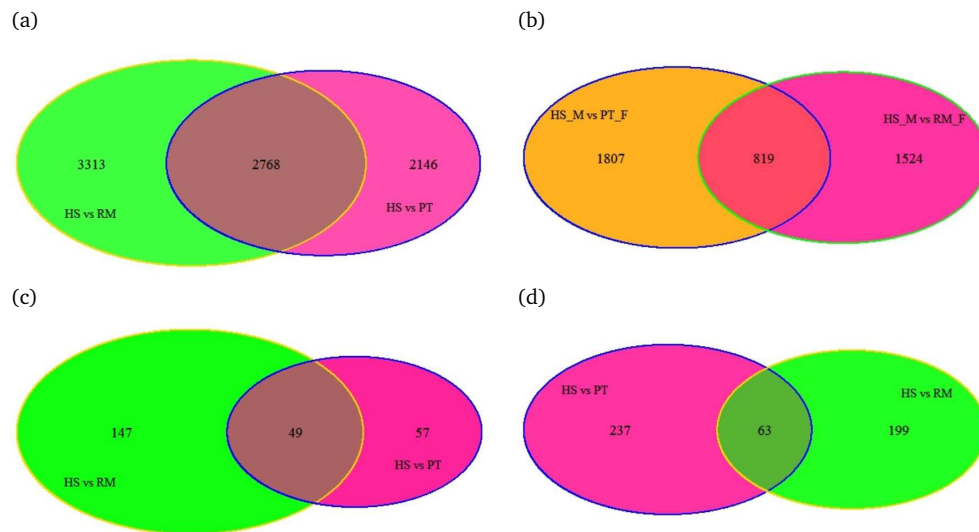 (a)
3313
2768
2146
HS vs RM
HS vs PT
(b)
HS_M vs PT_F
HS_M vs RM_F
1807
819
1524
(c)
147
49
57
HS vs RM
HS vs PT
(d)
HS vs PT
HS vs RM
237
63
199